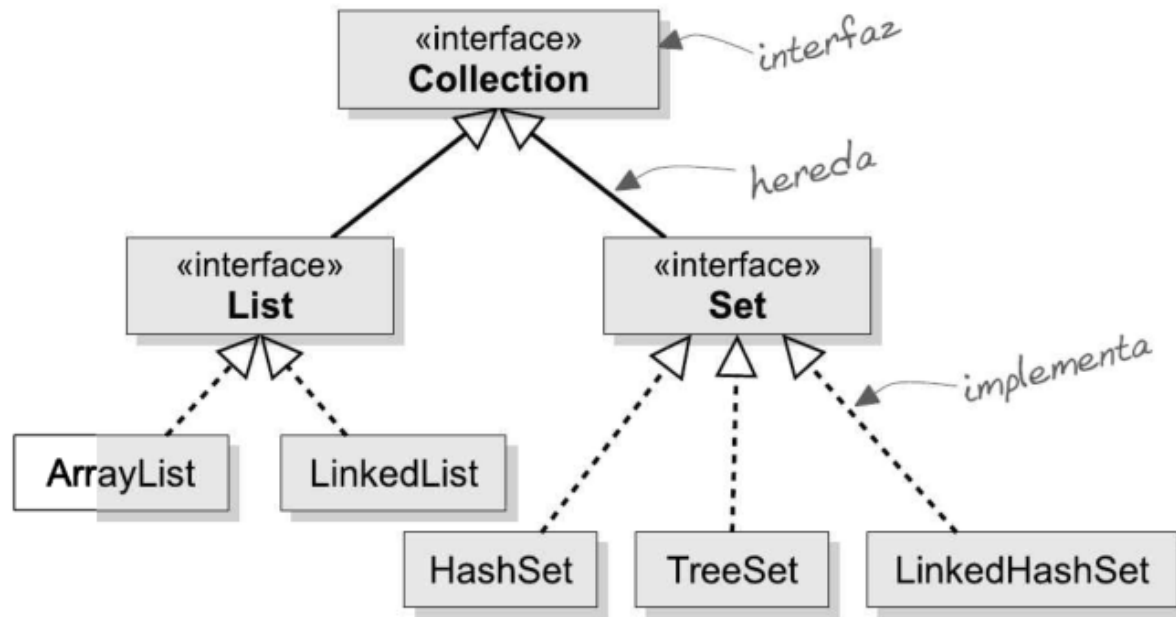 «interface»
Collection
interfaz
hereda
«interface»
List
«interface»
Set
implementa
ArrayList
LinkedList
HashSet
TreeSet
LinkedHashSet